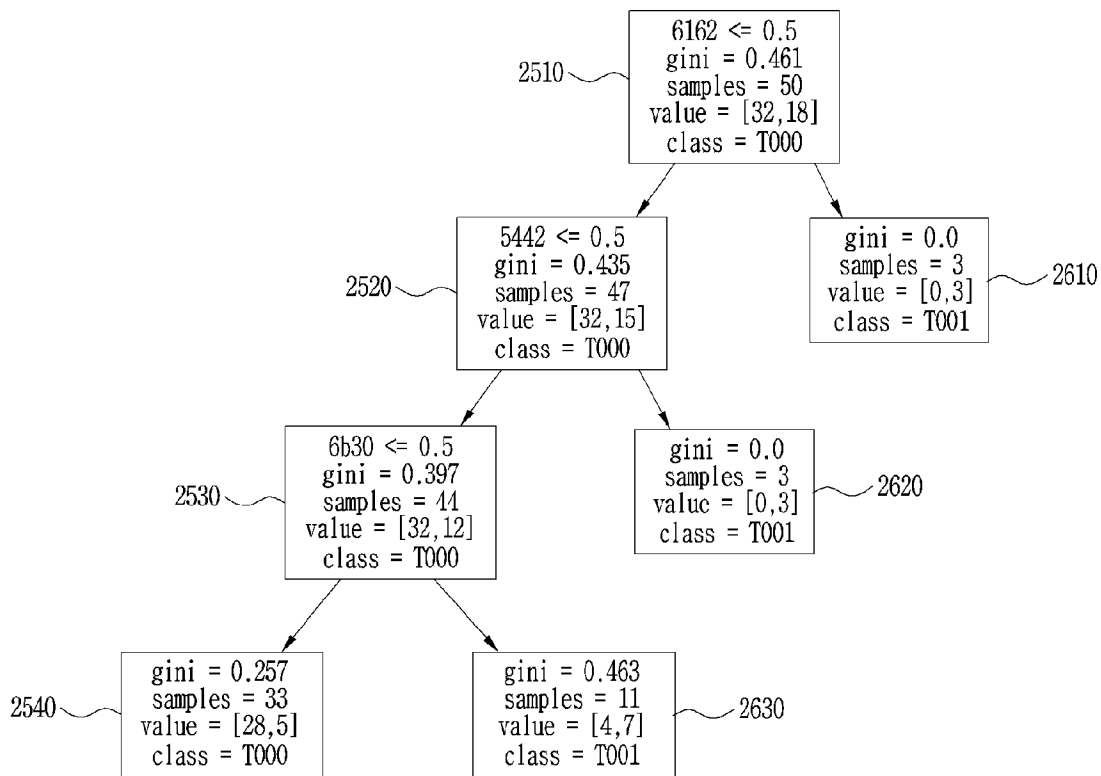 6162 <= 0.5
gini = 0.461
samples = 50
value = [32,18]
class = T000
2510
5442 <= 0.5
gini = 0.435
samples = 47
value = [32,15]
class = T000
2520
gini = 0.0
samples = 3
value = [0,3]
class = T001
2610
6b30 <= 0.5
gini = 0.397
samples = 44
value = [32,12]
class = T000
2530
gini = 0.0
samples = 3
value = [0,3]
class = T001
2620
gini = 0.257
samples = 33
value = [28,5]
class = T000
2540
gini = 0.463
samples = 11
value = [4,7]
class = T001
2630